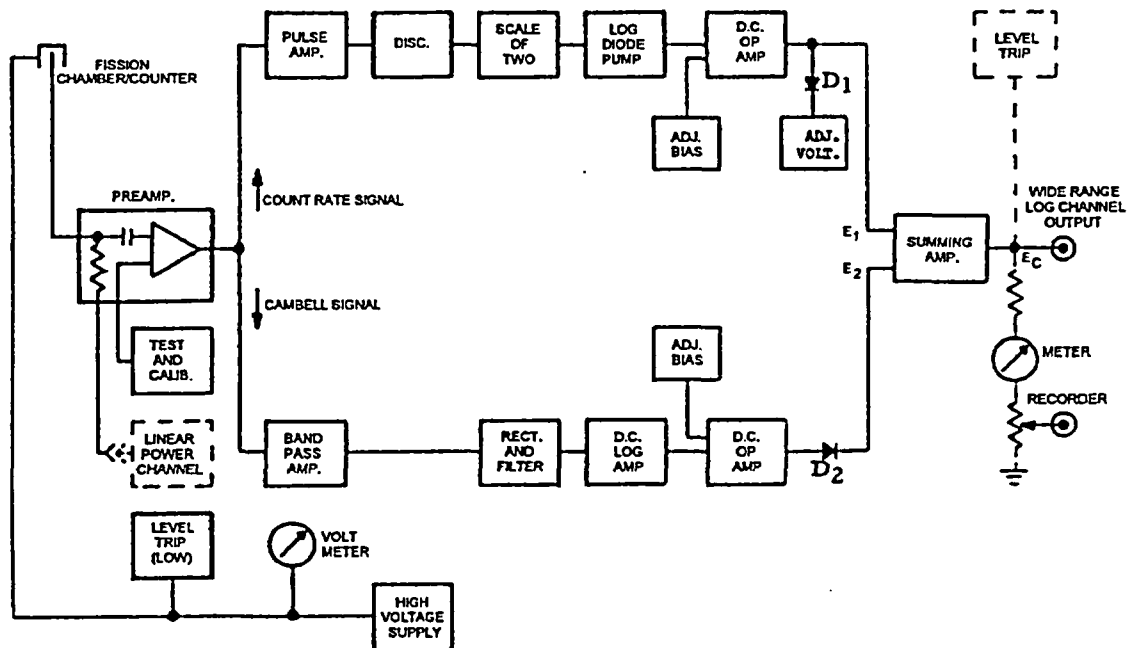 FISSION
CHAMBER/COUNTER
PULSE
AMP.
DISC.
SCALE
OF
TWO
LOG
DIODE
PUMP
D.C.
OP
AMP
D1
ADJ.
BIAS
ADJ.
VOLT.
LEVEL
TRIP
PREAMP.
COUNT RATE SIGNAL
CAMBELL SIGNAL
E1
E2
SUMMING
AMP.
WIDE RANGE
LOG CHANNEL
OUTPUT
EC
METER
RECORDER
TEST
AND
CALIB.
LINEAR
POWER
CHANNEL
ADJ.
BIAS
BAND
PASS
AMP.
RECT.
AND
FILTER
D.C.
LOG
AMP
D.C.
OP
AMP
D2
LEVEL
TRIP
(LOW)
VOLT
METER
HIGH
VOLTAGE
SUPPLY